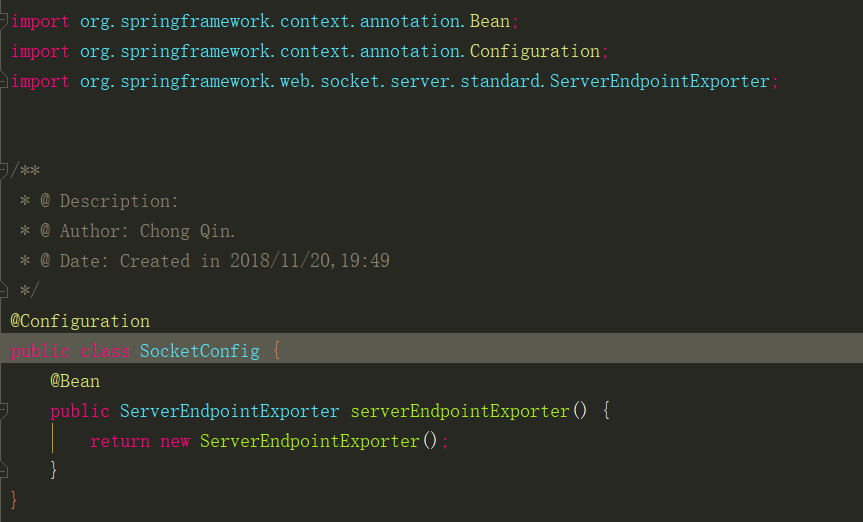 import org.springframework.context.annotation.Bean;
import org.springframework.context.annotation.Configuration;
import org.springframework.web.socket.server.standard.ServerEndpointExporter;
/**
* @ Description:
* @ Author: Chong Qin.
* @ Date: Created in 2018/11/20,19:49
*/
@Configuration
public class SocketConfig {
@Bean
public ServerEndpointExporter serverEndpointExporter() {
return new ServerEndpointExporter();
}
}